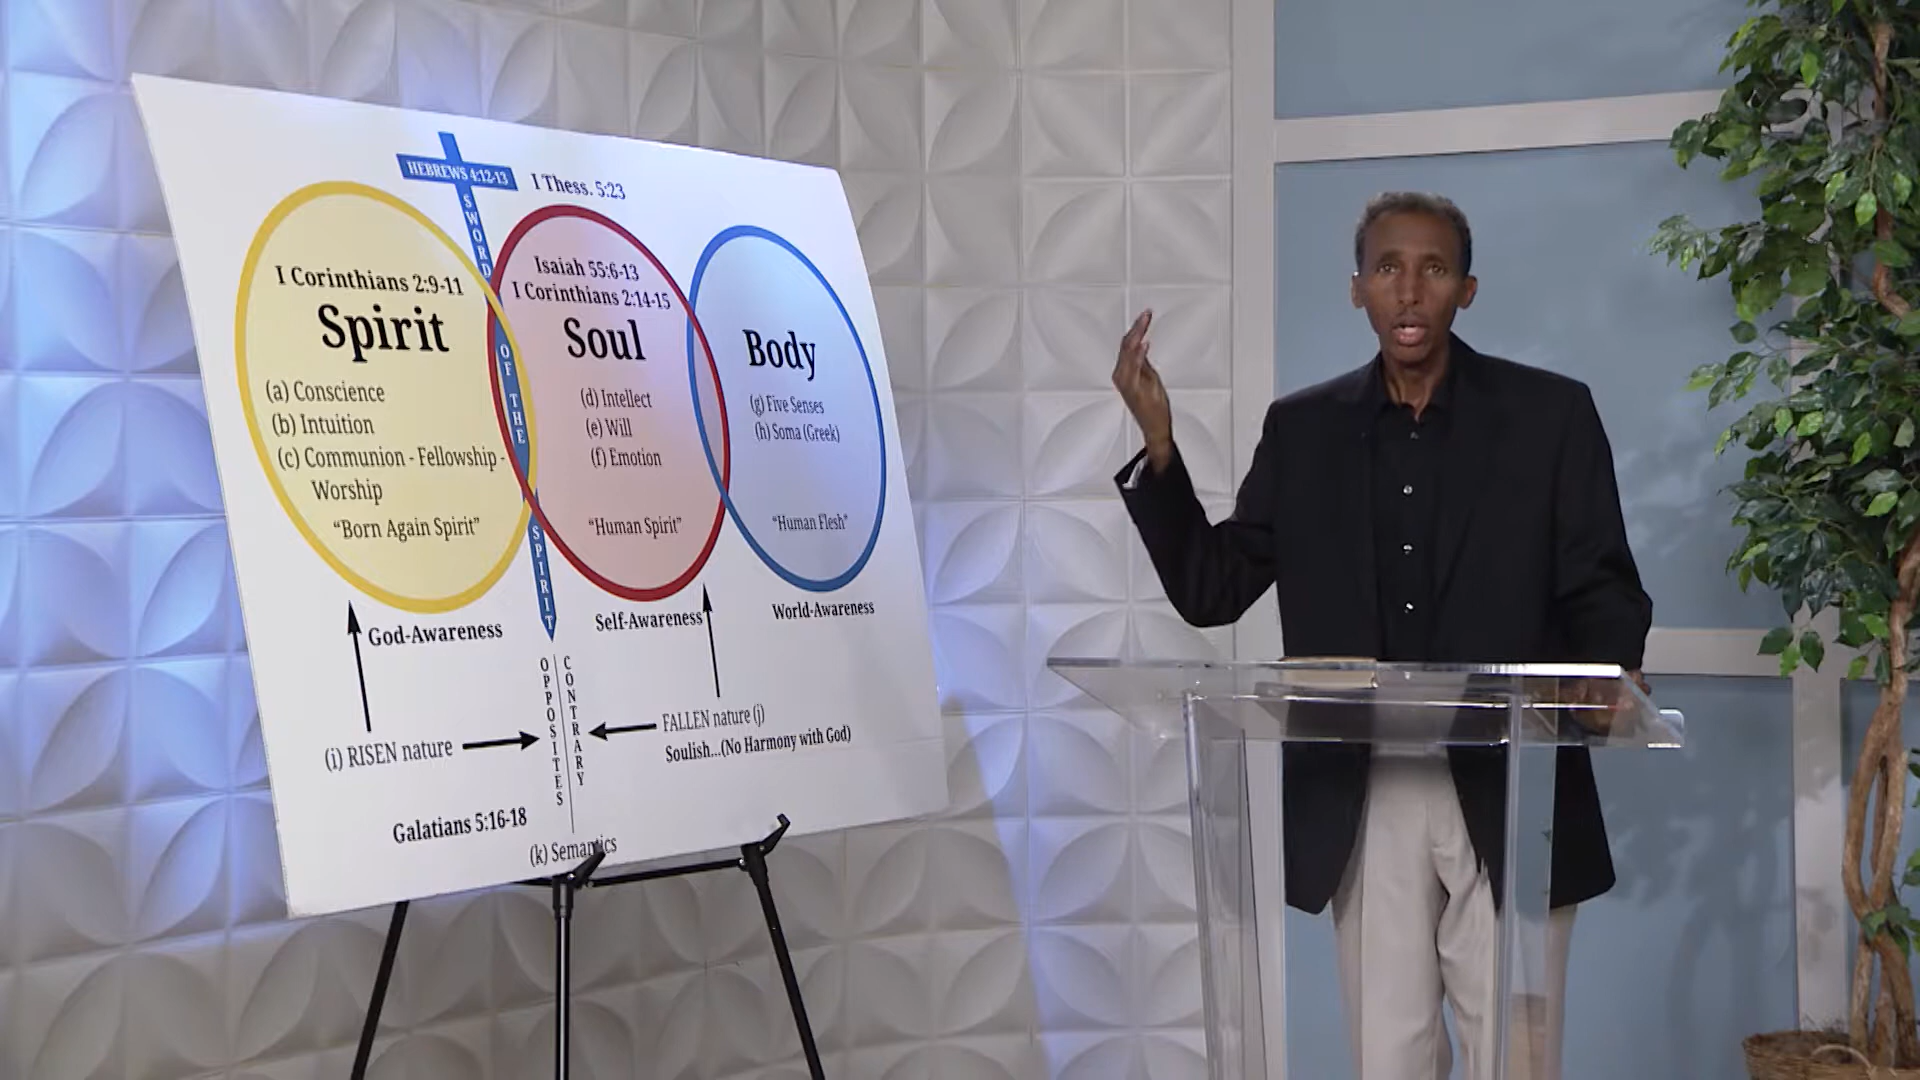 HEBREWS 4:12-13
I Thess. 5:23
SWORD OF THE SPIRIT
I Corinthians 2:9-11
Spirit
(a) Conscience
(b) Intuition
(c) Communion - Fellowship -
Worship
"Born Again Spirit"
God-Awareness
Isaiah 55:6-13
I Corinthians 2:14-15
Soul
(d) Intellect
(e) Will
(f) Emotion
"Human Spirit"
Self-Awareness
Body
(g) Five Senses
(h) Soma (Greek)
"Human Flesh"
World-Awareness
(i) RISEN nature
OPPOSITES
CONTRARY
FALLEN nature (j)
Soulish...(No Harmony with God)
Galatians 5:16-18
(k) Semantics